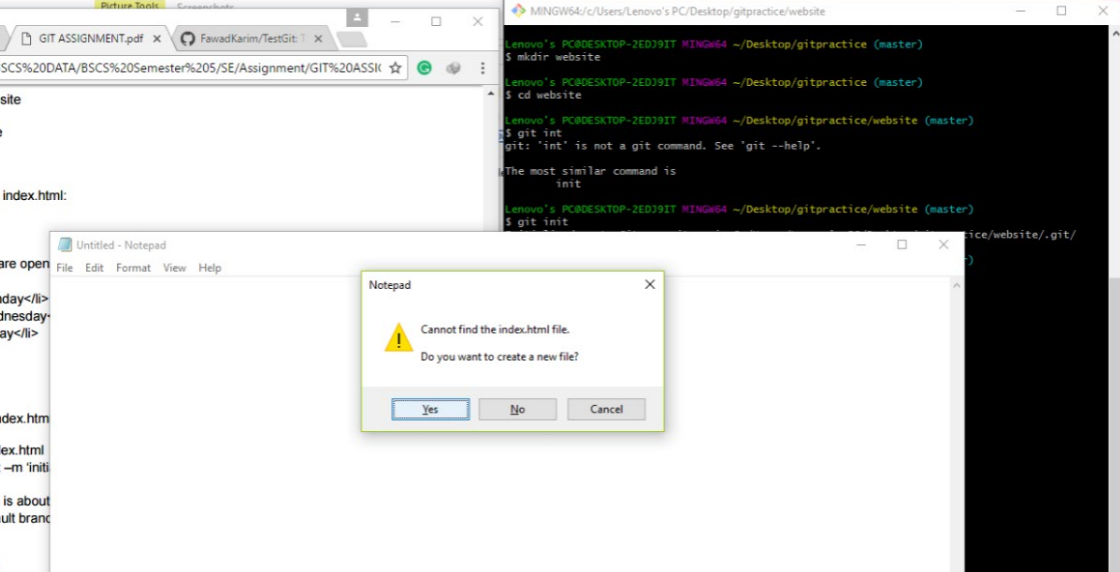 Picture Tools
Screenshots
GIT ASSIGNMENT.pdf
FawadKarim/TestGit: T
SCS%20DATA/BSCS%20Semester%205/SE/Assignment/GIT%20ASSI
site
index.html:
are open
day</li>
dnesday
ay</li>
dex.htm
ex.html
–m 'initi
is about
ult branc
MINGW64:/c/Users/Lenovo's PC/Desktop/gitpractice/website
Lenovo's PC@DESKTOP-2EDJ9IT MINGW64 ~/Desktop/gitpractice (master)
$ mkdir website
Lenovo's PC@DESKTOP-2EDJ9IT MINGW64 ~/Desktop/gitpractice (master)
$ cd website
Lenovo's PC@DESKTOP-2EDJ9IT MINGW64 ~/Desktop/gitpractice/website (master)
$ git int
git: 'int' is not a git command. See 'git --help'.
The most similar command is
init
Lenovo's PC@DESKTOP-2EDJ9IT MINGW64 ~/Desktop/gitpractice/website (master)
$ git init
tice/website/.git/
Untitled - Notepad
File Edit Format View Help
Notepad
Cannot find the index.html file.
Do you want to create a new file?
Yes No Cancel